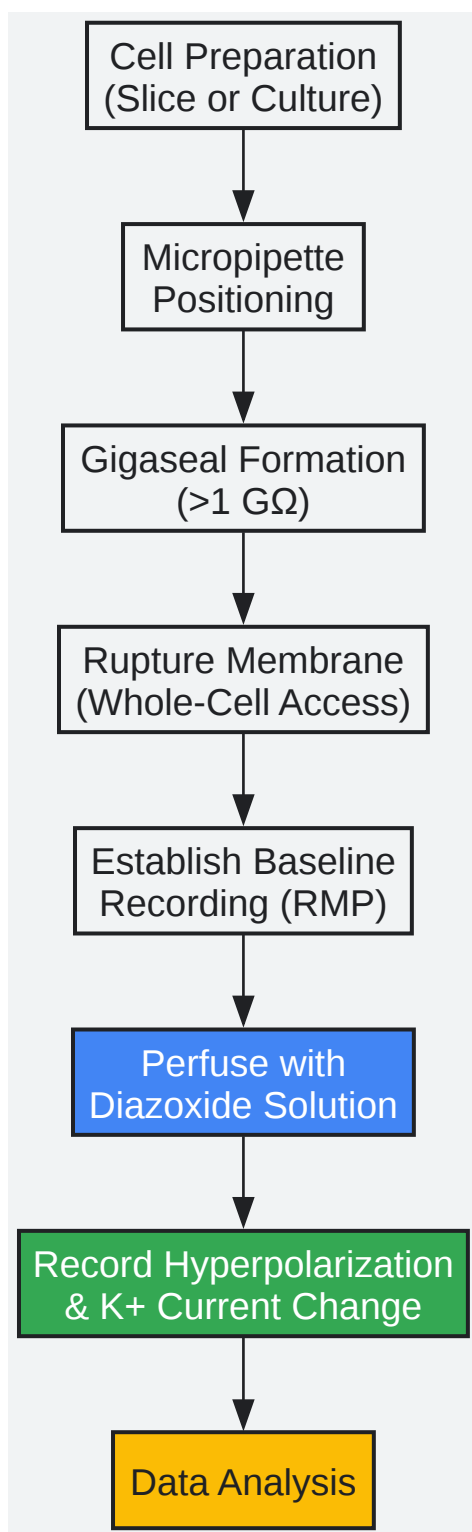 Cell Preparation
(Slice or Culture)
Micropipette
Positioning
Gigaseal Formation
(>1 GΩ)
Rupture Membrane
(Whole-Cell Access)
Establish Baseline
Recording (RMP)
Perfuse with
Diazoxide Solution
Record Hyperpolarization
& K+ Current Change
Data Analysis